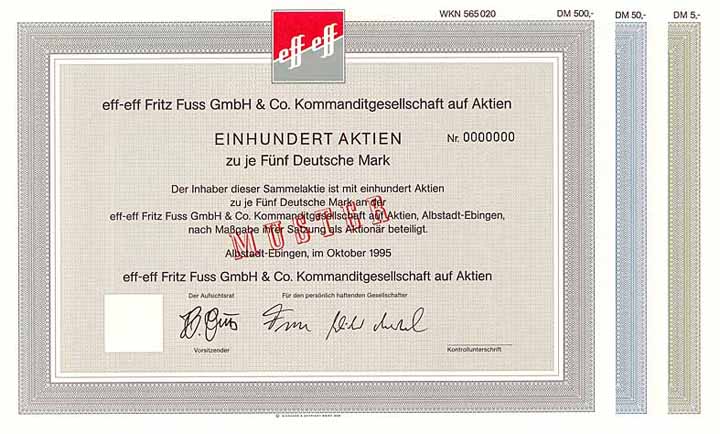 WKN 565 020 DM 500,- DM 50,- DM 5,-
eff eff
eff-eff Fritz Fuss GmbH & Co. Kommanditgesellschaft auf Aktien
EINHUNDERT AKTIEN Nr. 0000000
zu je Fünf Deutsche Mark
Der Inhaber dieser Sammelaktie ist mit einhundert Aktien
zu je Fünf Deutsche Mark an der
eff-eff Fritz Fuss GmbH & Co. Kommanditgesellschaft auf Aktien, Albstadt-Ebingen,
nach Maßgabe ihrer Satzung als Aktionär beteiligt.
MUSTER
Albstadt-Ebingen, im Oktober 1995
eff-eff Fritz Fuss GmbH & Co. Kommanditgesellschaft auf Aktien
Der Aufsichtsrat Für den persönlich haftenden Gesellschafter
Vorsitzender Kontrollunterschrift